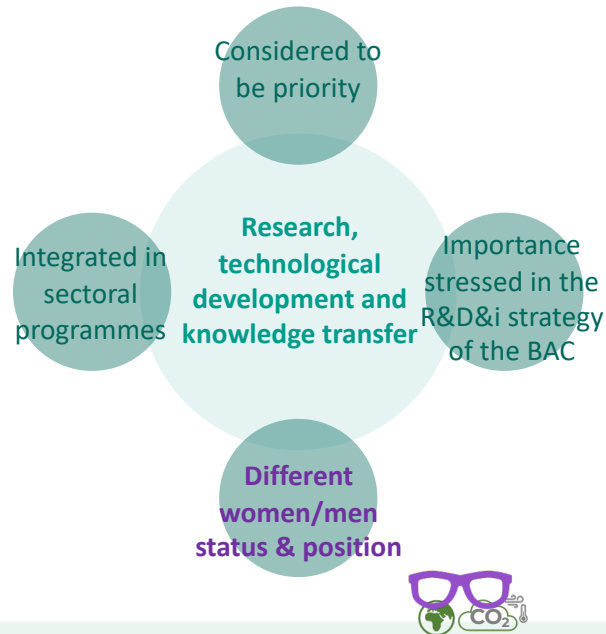 Considered to
be priority
Research,
technological
development and
knowledge transfer
Integrated in
sectoral
programmes
Importance
stressed in the
R&D&i strategy
of the BAC
Different
women/men
status & position
CO2